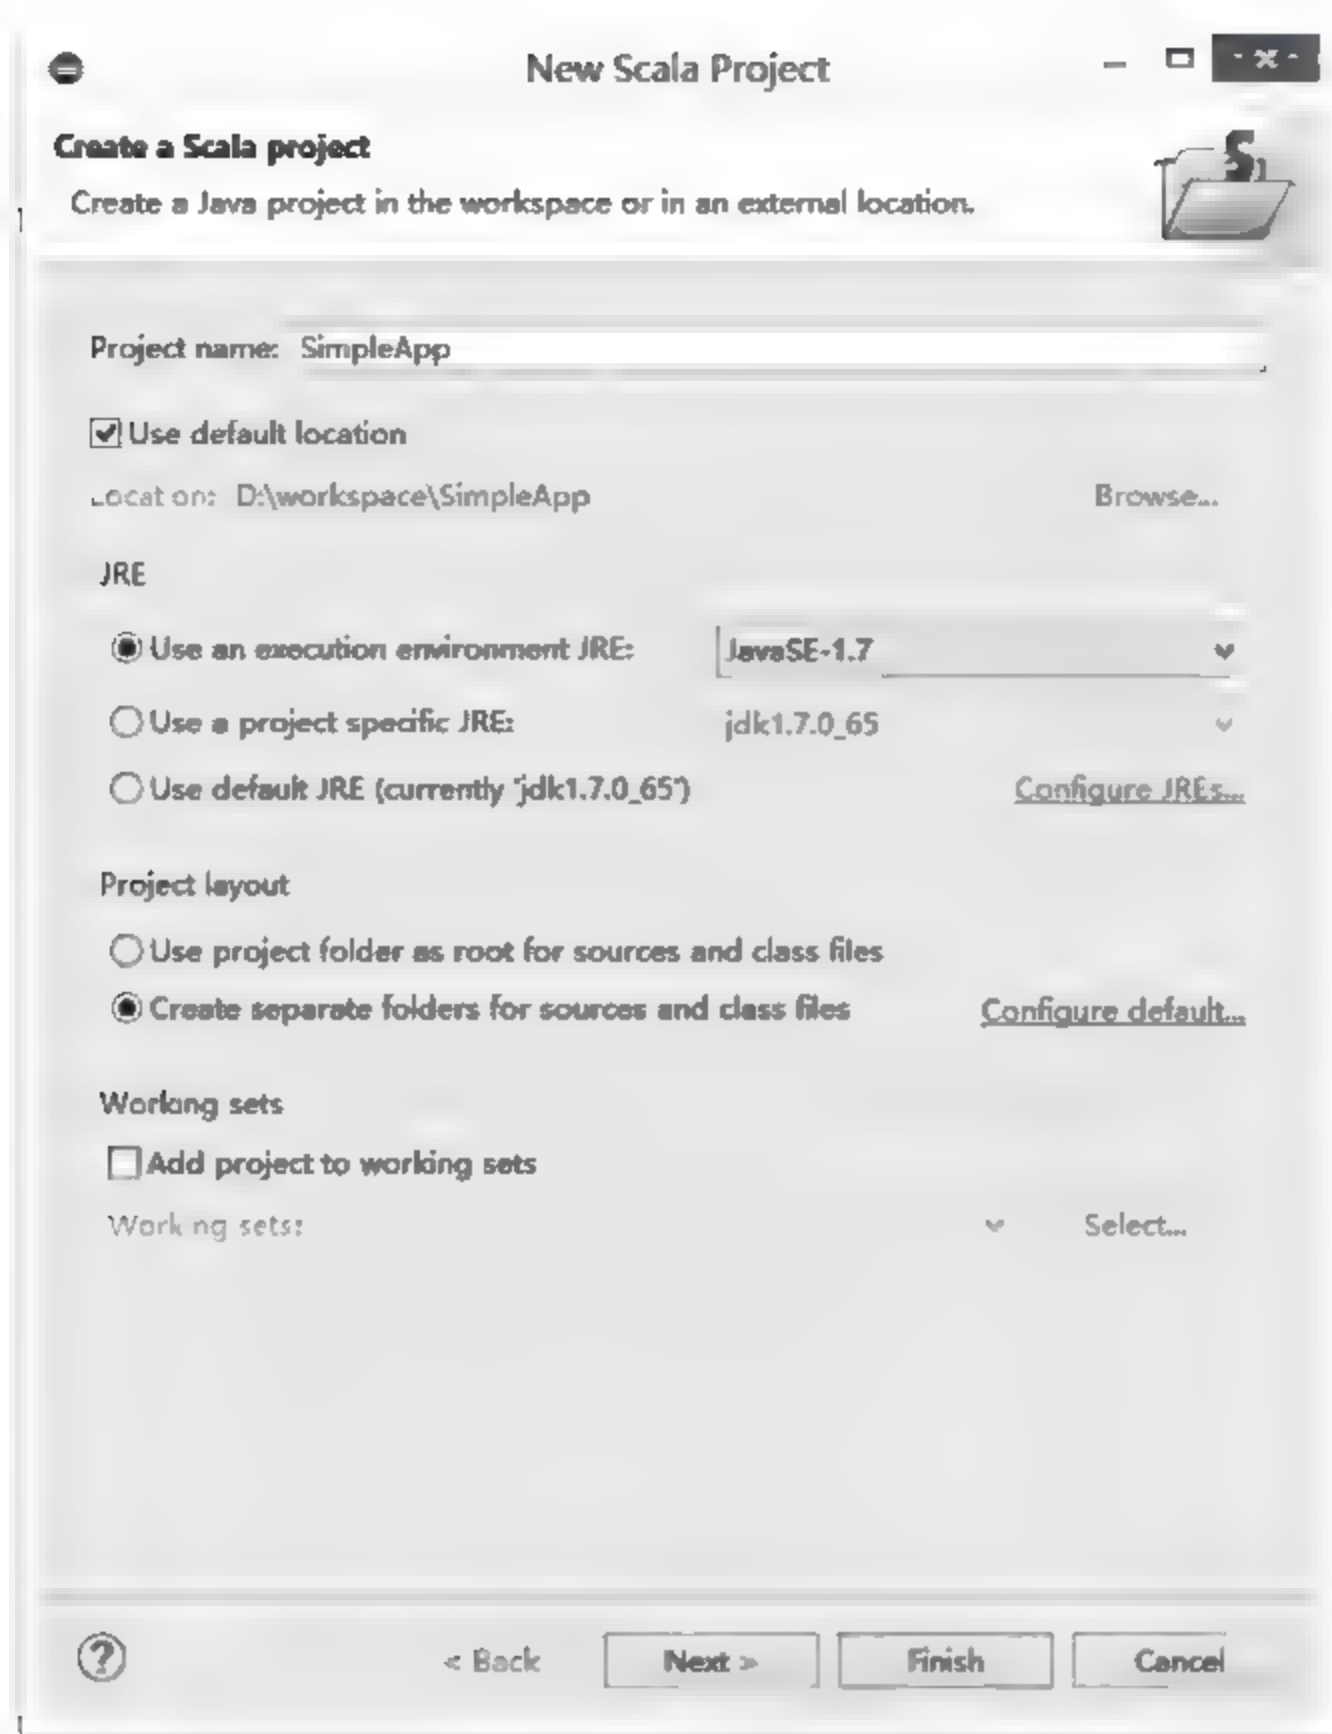 New Scala Project
Create a Scala project
Create a Java project in the workspace or in an external location.
Project name: SimpleApp
Use default location
Location: D:\workspace\SimpleApp Browse...
JRE
Use an execution environment JRE: JavaSE-1.7
Use a project specific JRE: jdk1.7.0_65
Use default JRE (currently 'jdk1.7.0_65') Configure JREs...
Project layout
Use project folder as root for sources and class files
Create separate folders for sources and class files Configure default...
Working sets
Add project to working sets
Working sets: Select...
< Back Next > Finish Cancel